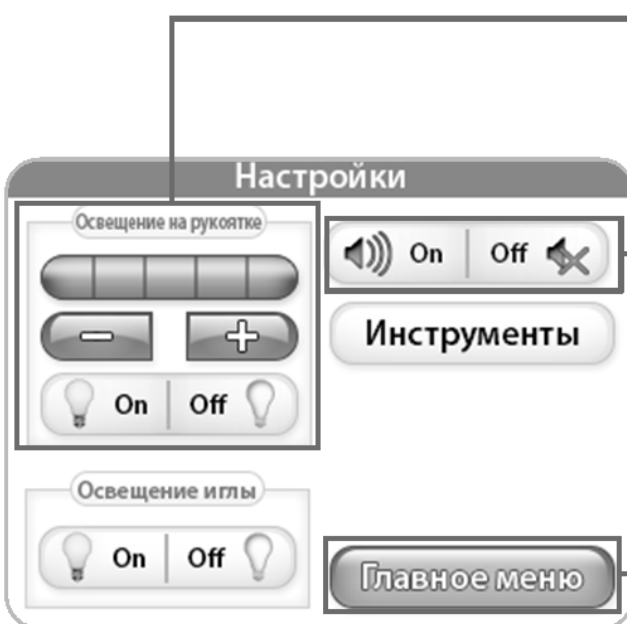 Настройки
Освещение на рукоятке
On Off
Инструменты
On Off
Освещение иглы
On Off
Главное меню